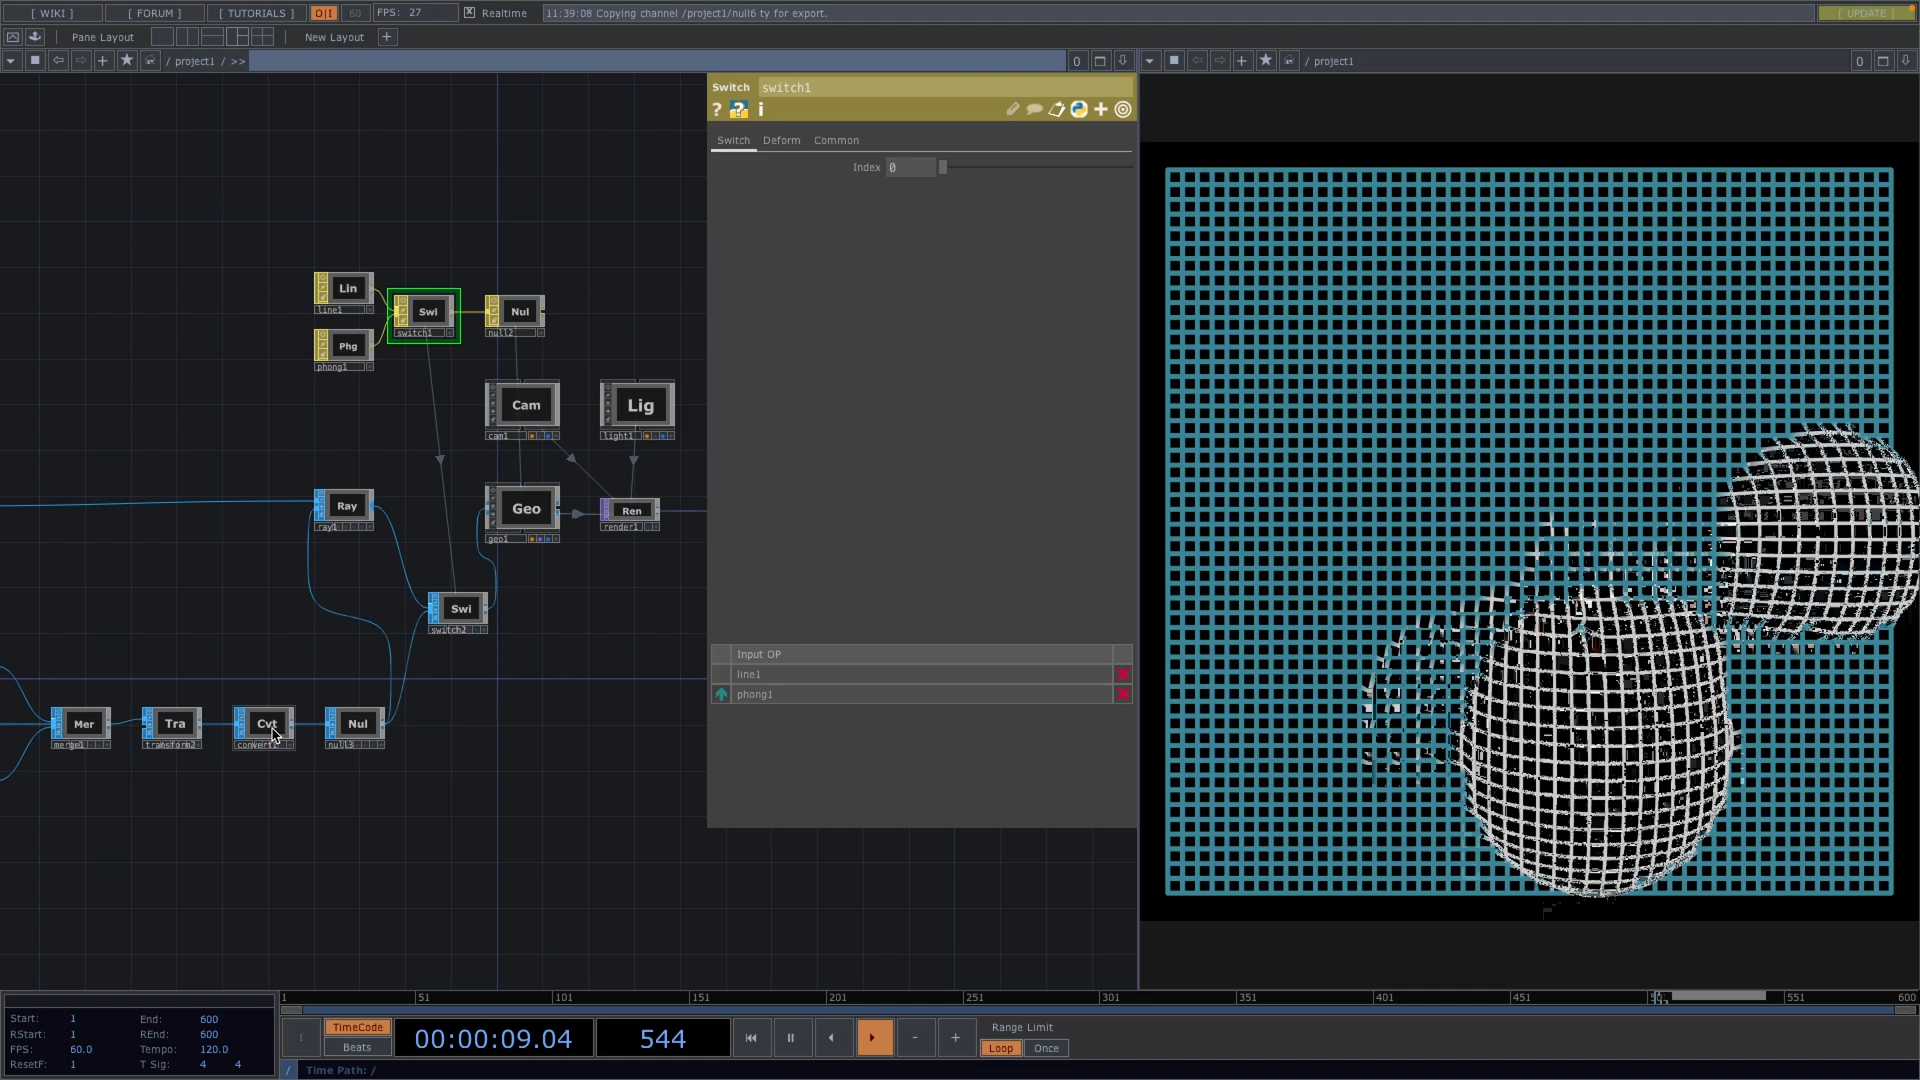 [ WIKI ] [ FORUM ] [ TUTORIALS ] O|I 60 FPS: 27 Realtime 11:39:08 Copying channel /project1/null6 ty for export. [ UPDATE ]
Pane Layout New Layout +
/ project1 / >> 0 / project1 0
Switch switch1
? ? i
Switch Deform Common
Index 0
Lin
line1
Swi
switch1
Nul
null2
Phg
phong1
Cam
cam1
Lig
light1
Ray
ray1
Geo
geo1
Ren
render1
Swi
switch2
Input OP
line1
phong1
Mer
merge1
Tra
transform2
Cvt
Nul
null3
1 51 101 151 201 251 301 351 401 451 551 600
Start: 1 End: 600
RStart: 1 REnd: 600
FPS: 60.0 Tempo: 120.0
ResetF: 1 T Sig: 4 4
TimeCode
Beats
00:00:09.04
544
- +
Range Limit
Loop Once
/ Time Path: /